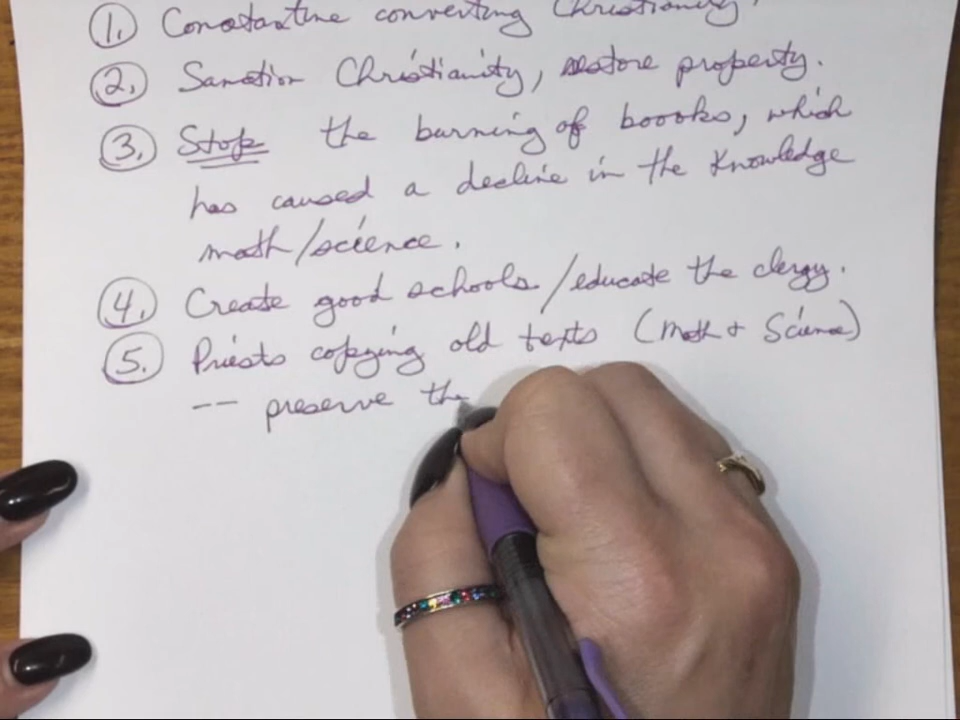 1. Constantine converting Christianity.
2. Sanction Christianity, restore property.
3. Stop the burning of boooks, which
has caused a decline in the knowledge
math/science.
4. Create good schools/educate the clergy.
5. Priests copying old texts (Math + Science)
-- preserve the